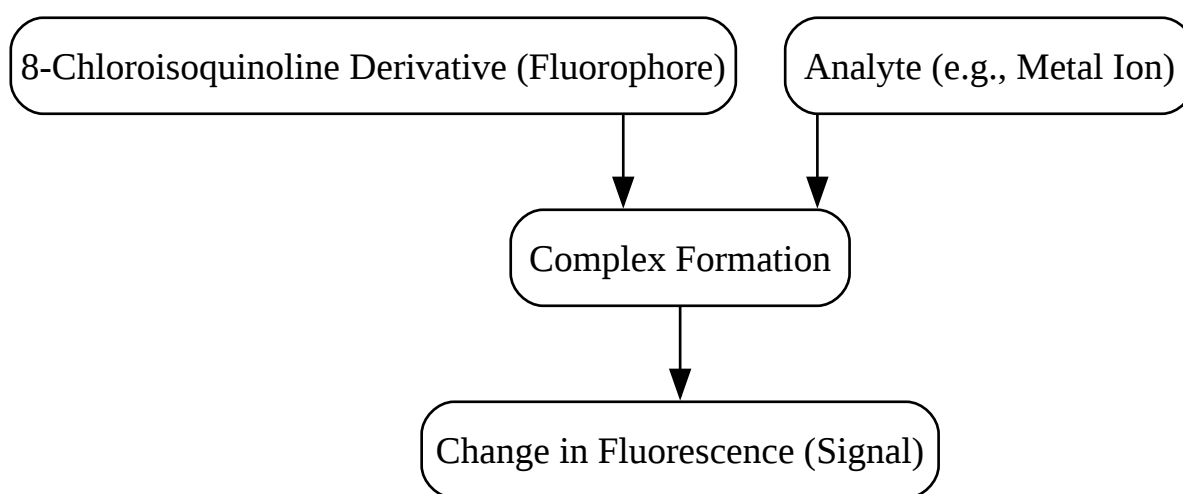 8-Chloroisoquinoline Derivative (Fluorophore)
Analyte (e.g., Metal Ion)
Complex Formation
Change in Fluorescence (Signal)